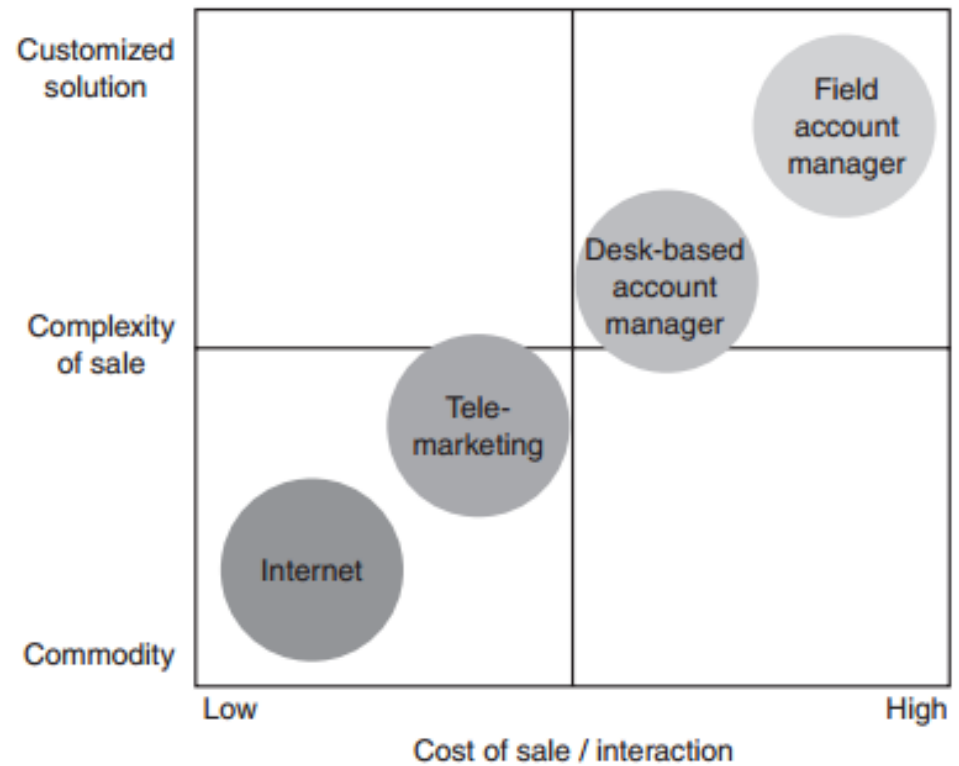 Customized
solution
Field
account
manager
Desk-based
account
manager
Complexity
of sale
Tele-
marketing
Internet
Commodity
Low
High
Cost of sale / interaction